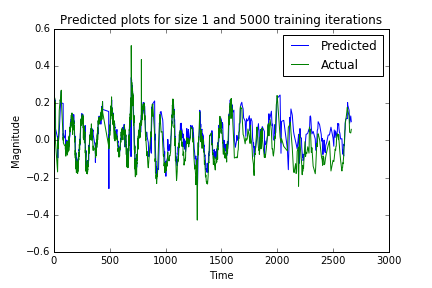 Predicted plots for size 1 and 5000 training iterations
Predicted
Actual
0.6
0.4
0.2
0.0
−0.2
−0.4
−0.6
Magnitude
0 500 1000 1500 2000 2500 3000
Time